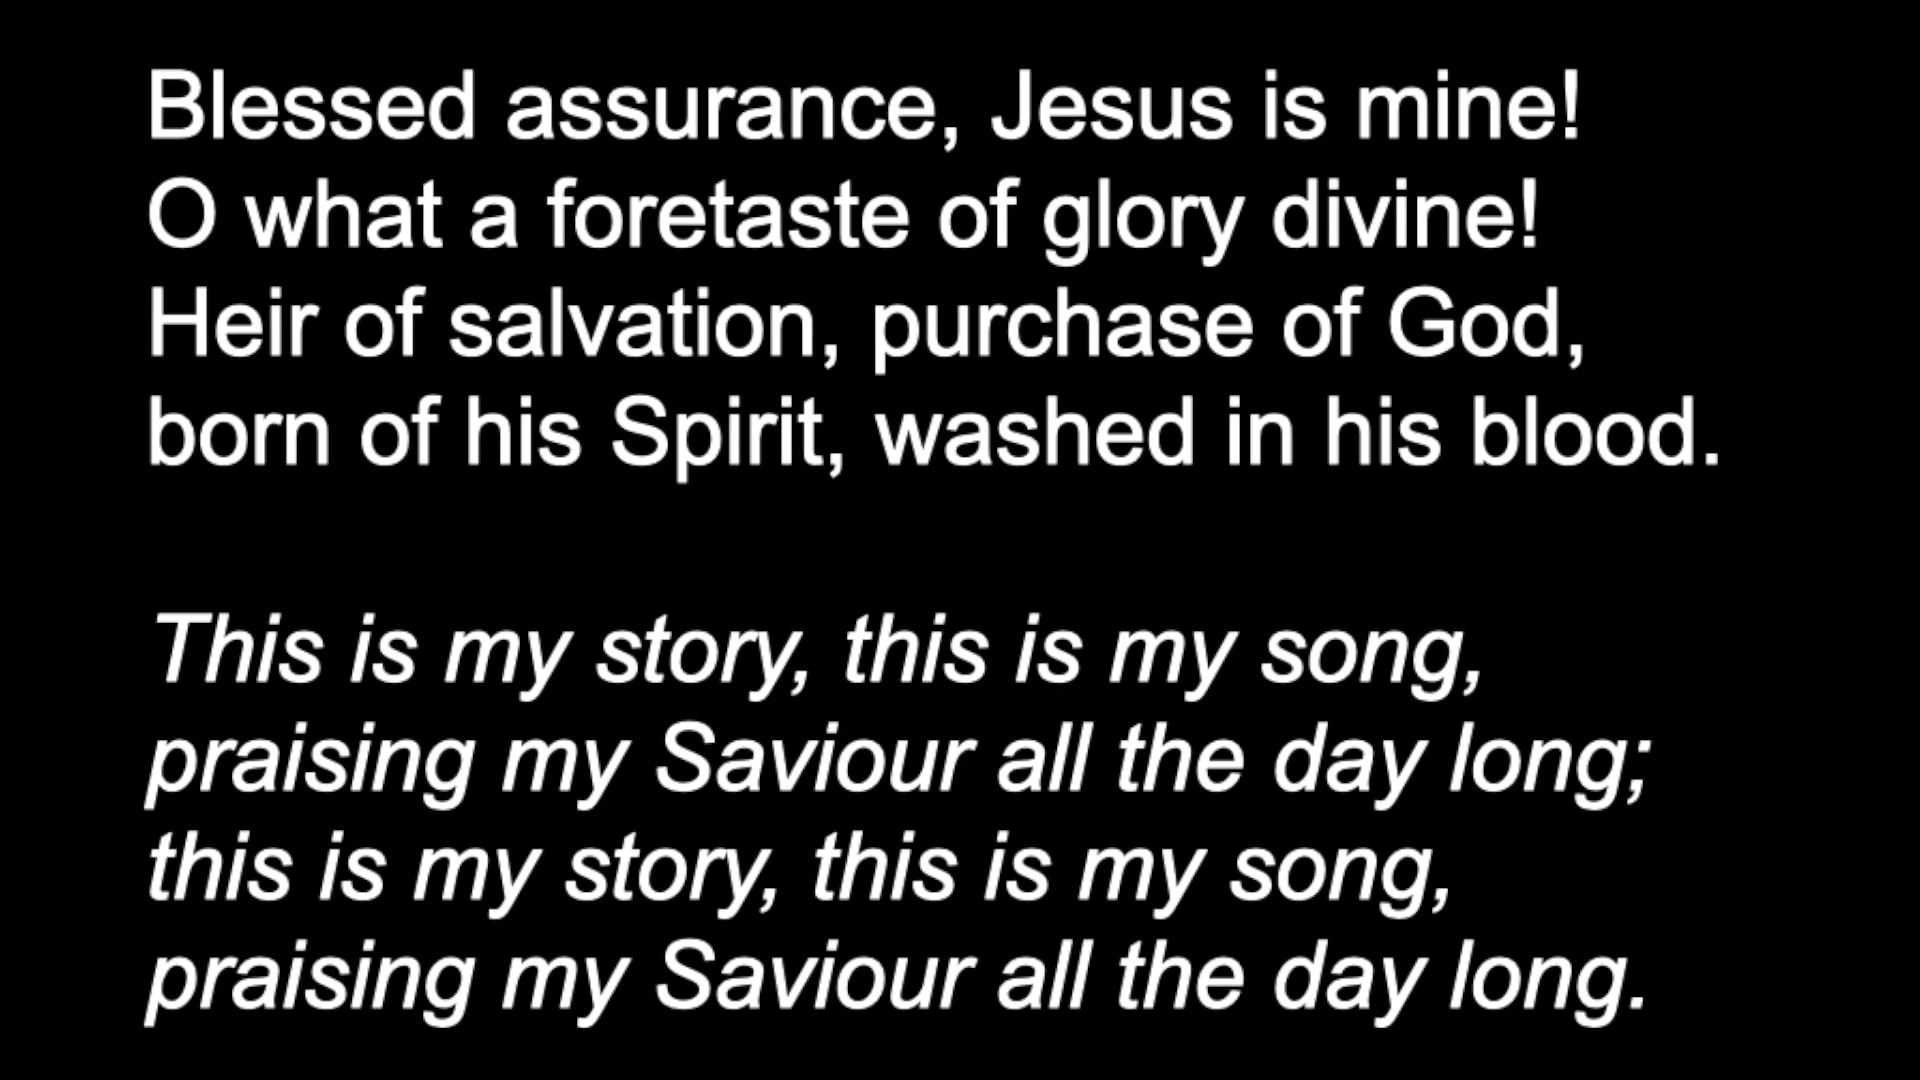 Blessed assurance, Jesus is mine!
O what a foretaste of glory divine!
Heir of salvation, purchase of God,
born of his Spirit, washed in his blood.
This is my story, this is my song,
praising my Saviour all the day long;
this is my story, this is my song,
praising my Saviour all the day long.